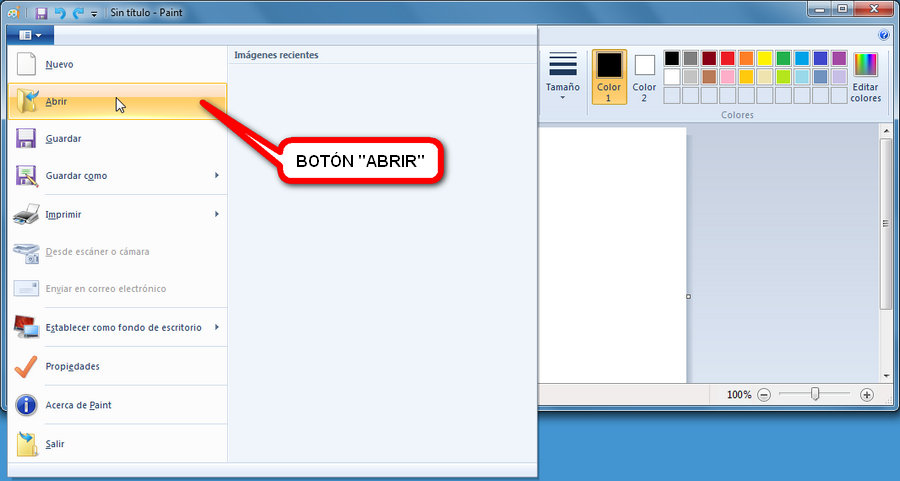 Sin título - Paint
Imágenes recientes
Nuevo
Abrir
Guardar
Guardar como
Imprimir
Desde escáner o cámara
Enviar en correo electrónico
Establecer como fondo de escritorio
Propiedades
Acerca de Paint
Salir
BOTÓN "ABRIR"
Tamaño
Color
1
Color
2
Editar
colores
Colores
100%